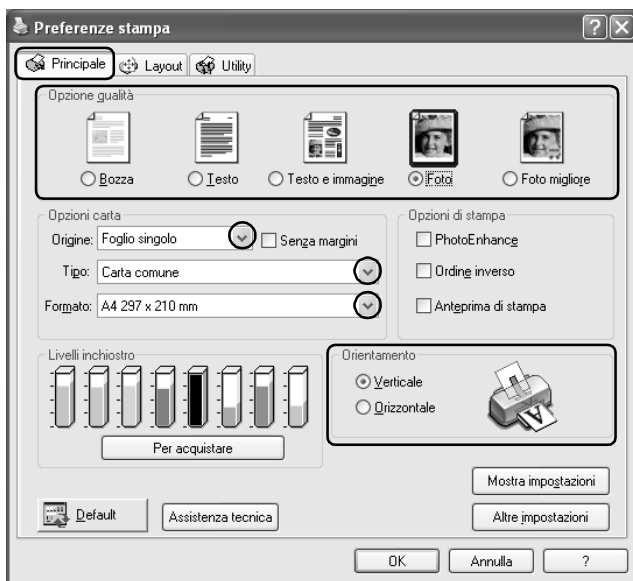 Preferenze stampa
Principale Layout Utility
Opzione qualità
Bozza Testo Testo e immagine Foto Foto migliore
Opzioni carta
Origine: Foglio singolo Senza margini
Tipo: Carta comune
Formato: A4 297 x 210 mm
Opzioni di stampa
PhotoEnhance
Ordine inverso
Anteprima di stampa
Livelli inchiostro
Per acquistare
Orientamento
Verticale
Orizzontale
A
Mostra impostazioni
Default Assistenza tecnica Altre impostazioni
OK Annulla ?